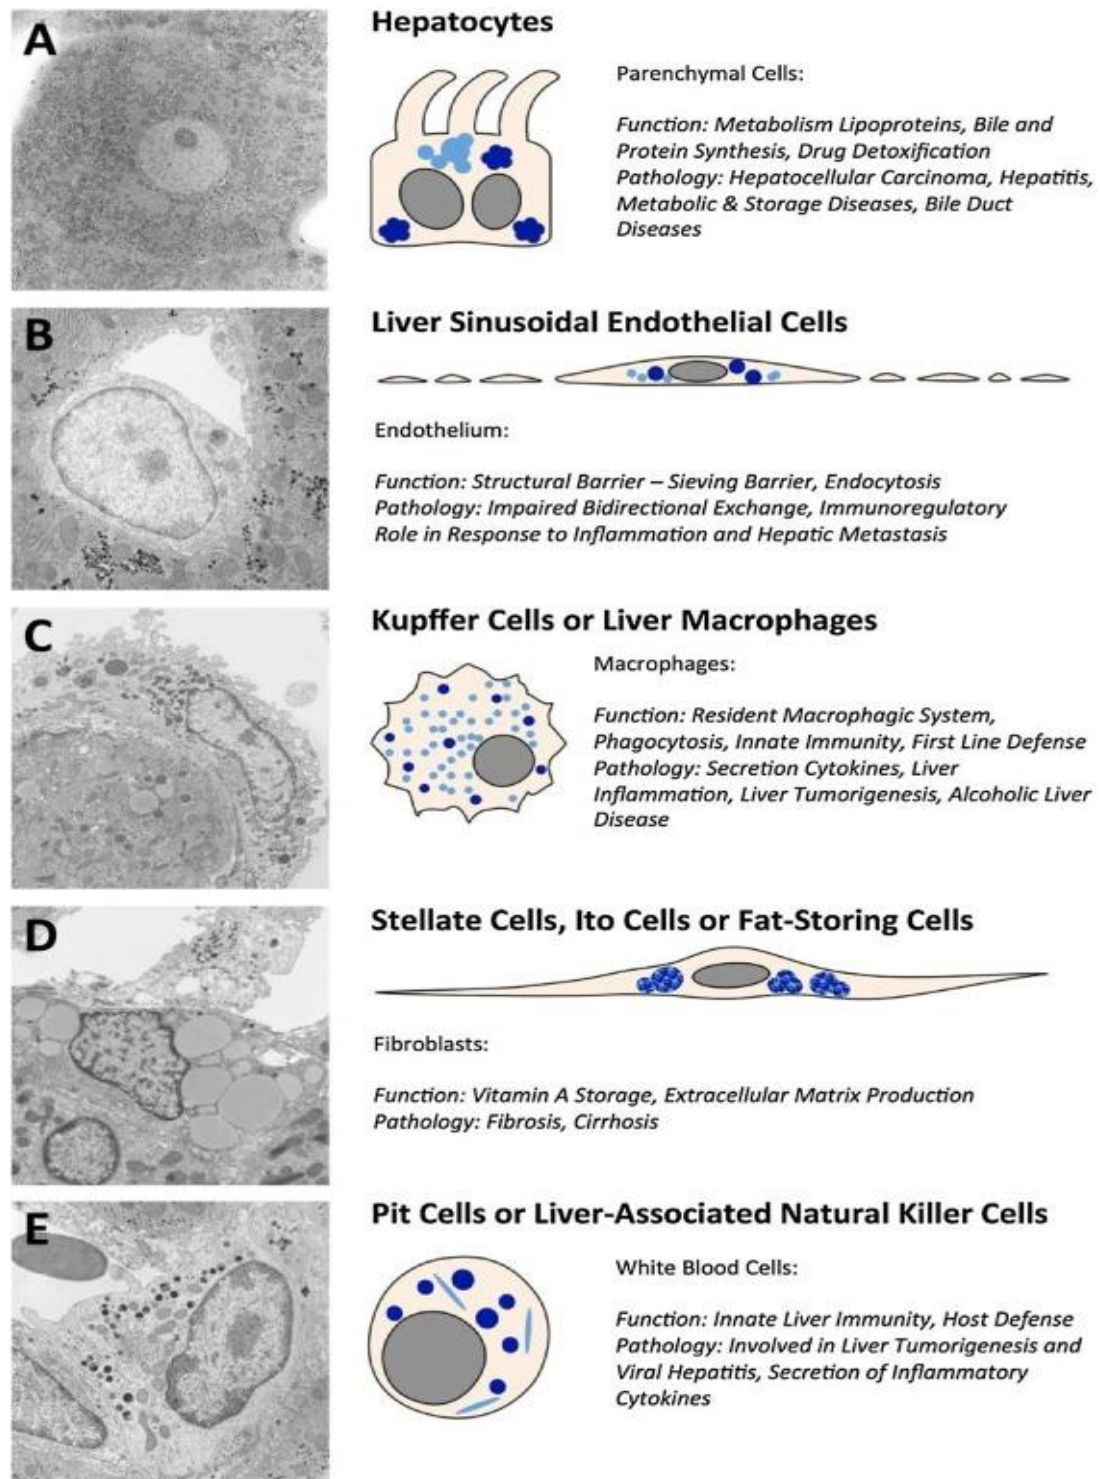 A
Hepatocytes
Parenchymal Cells:
Function: Metabolism Lipoproteins, Bile and
Protein Synthesis, Drug Detoxification
Pathology: Hepatocellular Carcinoma, Hepatitis,
Metabolic & Storage Diseases, Bile Duct
Diseases
B
Liver Sinusoidal Endothelial Cells
Endothelium:
Function: Structural Barrier – Sieving Barrier, Endocytosis
Pathology: Impaired Bidirectional Exchange, Immunoregulatory
Role in Response to Inflammation and Hepatic Metastasis
C
Kupffer Cells or Liver Macrophages
Macrophages:
Function: Resident Macrophagic System,
Phagocytosis, Innate Immunity, First Line Defense
Pathology: Secretion Cytokines, Liver
Inflammation, Liver Tumorigenesis, Alcoholic Liver
Disease
D
Stellate Cells, Ito Cells or Fat-Storing Cells
Fibroblasts:
Function: Vitamin A Storage, Extracellular Matrix Production
Pathology: Fibrosis, Cirrhosis
E
Pit Cells or Liver-Associated Natural Killer Cells
White Blood Cells:
Function: Innate Liver Immunity, Host Defense
Pathology: Involved in Liver Tumorigenesis and
Viral Hepatitis, Secretion of Inflammatory
Cytokines